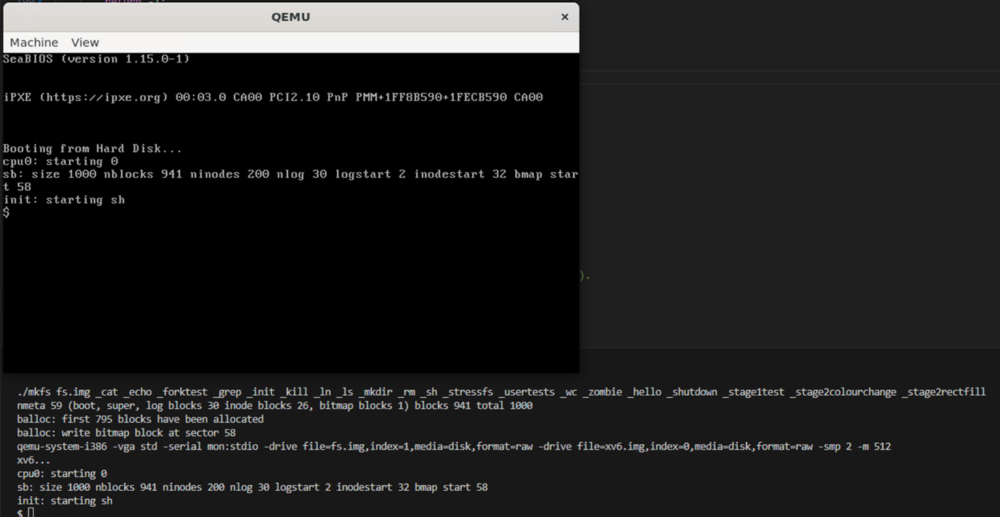 return -1;
QEMU
Machine View
SeaBIOS (version 1.15.0-1)
iPXE (https://ipxe.org) 00:03.0 CA00 PCI2.10 PnP PMM+1FF8B590+1FECB590 CA00
Booting from Hard Disk...
cpu0: starting 0
sb: size 1000 nblocks 941 ninodes 200 nlog 30 logstart 2 inodestart 32 bmap star
t 58
init: starting sh
$
).
./mkfs fs.img _cat _echo _forktest _grep _init _kill _ln _ls _mkdir _rm _sh _stressfs _usertests _wc _zombie _hello _shutdown _stage1test _stage2colourchange _stage2rectfill
nmeta 59 (boot, super, log blocks 30 inode blocks 26, bitmap blocks 1) blocks 941 total 1000
balloc: first 795 blocks have been allocated
balloc: write bitmap block at sector 58
qemu-system-i386 -vga std -serial mon:stdio -drive file=fs.img,index=1,media=disk,format=raw -drive file=xv6.img,index=0,media=disk,format=raw -smp 2 -m 512
xv6...
cpu0: starting 0
sb: size 1000 nblocks 941 ninodes 200 nlog 30 logstart 2 inodestart 32 bmap start 58
init: starting sh
$